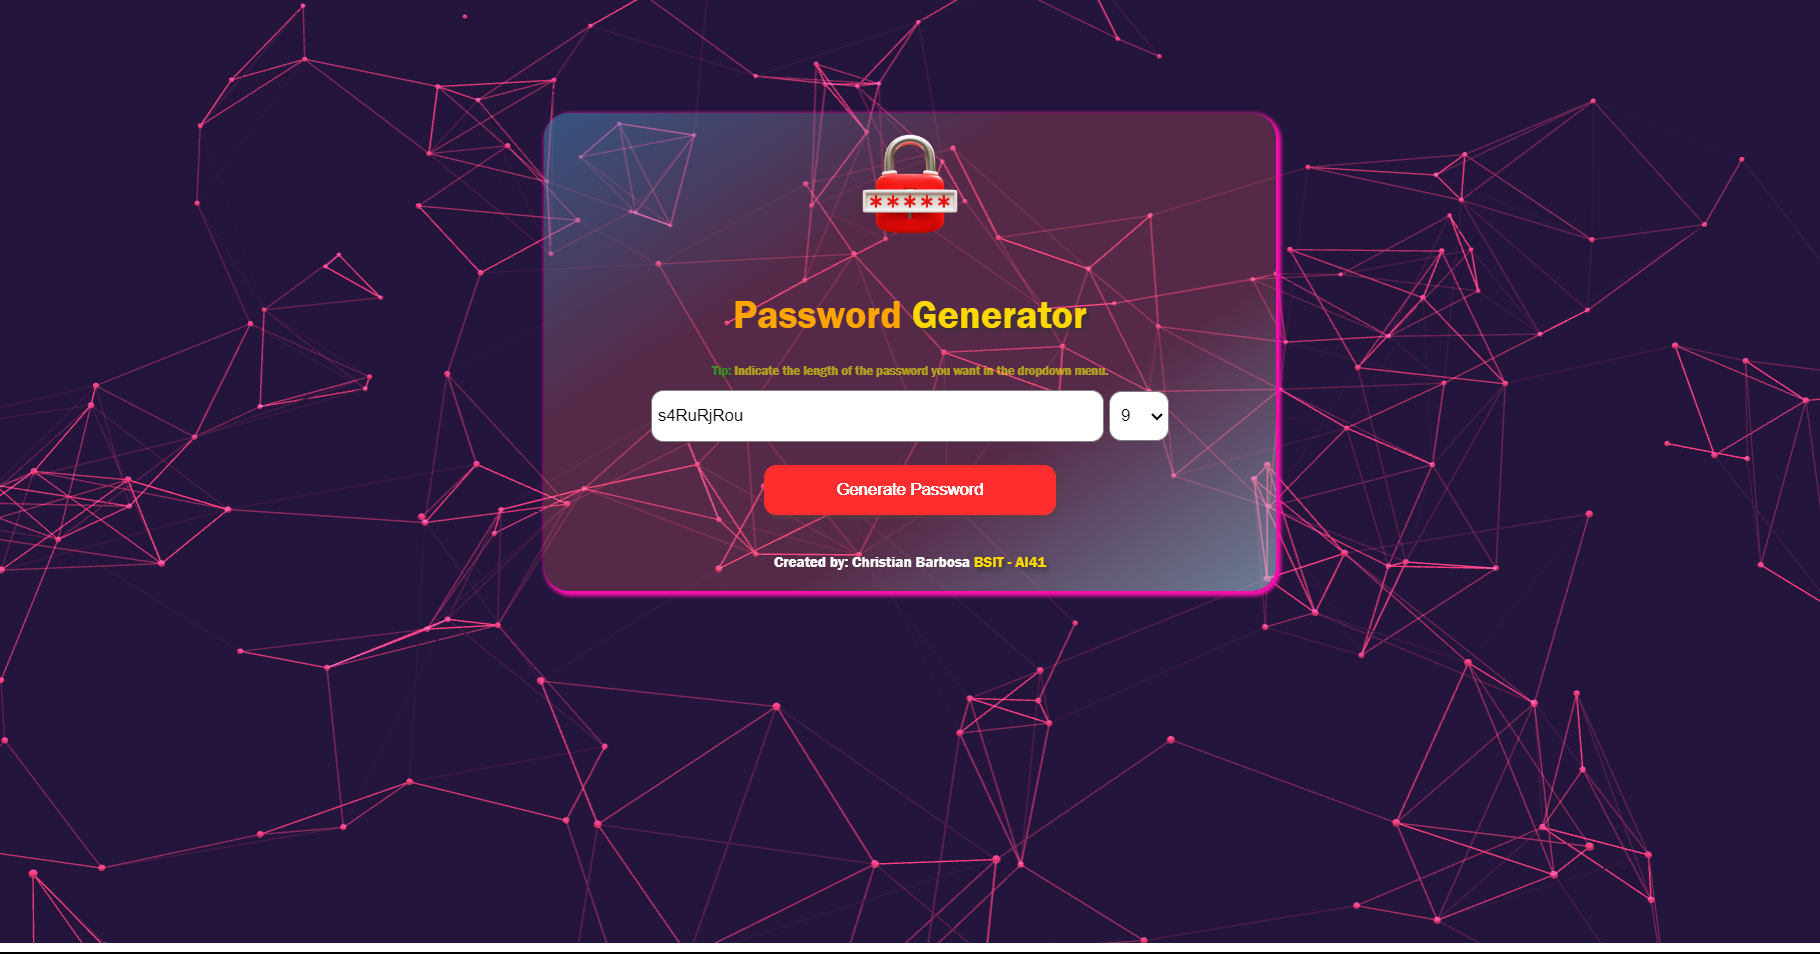 *****
Password Generator
Tip: Indicate the length of the password you want in the dropdown menu.
s4RuRjRou 9
Generate Password
Created by: Christian Barbosa BSIT - AI41